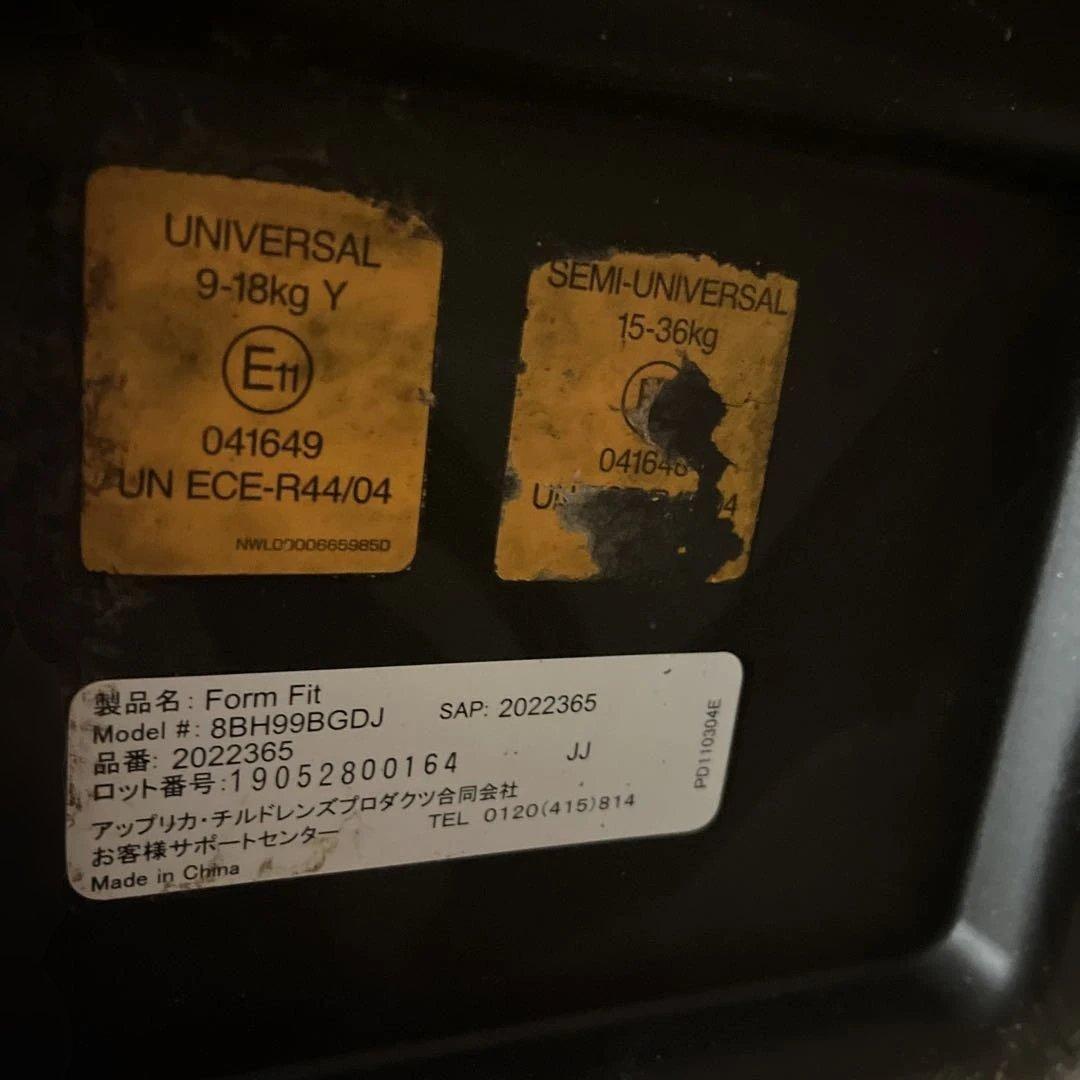 UNIVERSAL
9-18kg Y
E11
041649
UN ECE-R44/04
NWL0000665985D
SEMI-UNIVERSAL
15-36kg
製品名: Form Fit
Model #: 8BH99BGDJ
SAP: 2022365
品番: 2022365
JJ
ロット番号:19052800164
アップリカ・チルドレンズプロダクツ合同会社
お客様サポートセンター TEL 0120(415)814
Made in China
PD110304E